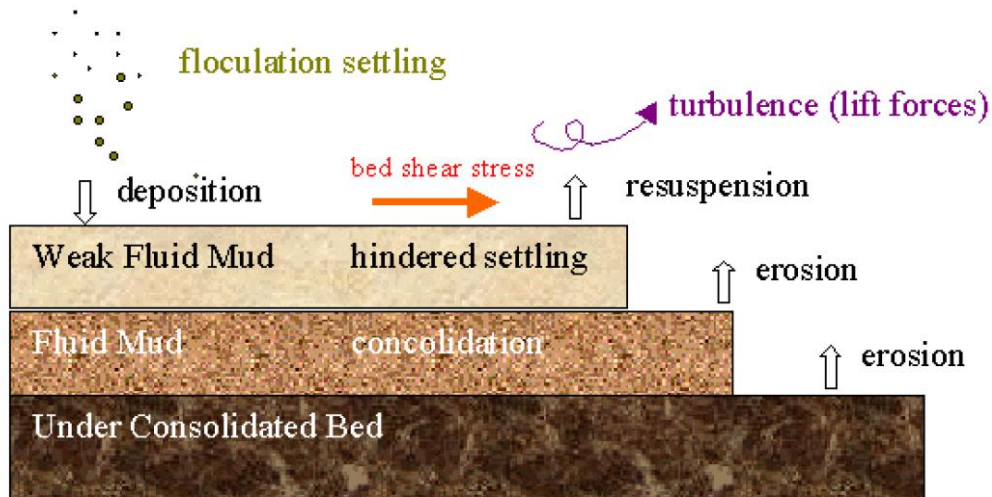 floculation settling
turbulence (lift forces)
bed shear stress
deposition
resuspension
Weak Fluid Mud hindered settling
erosion
Fluid Mud concolidation
erosion
Under Consolidated Bed